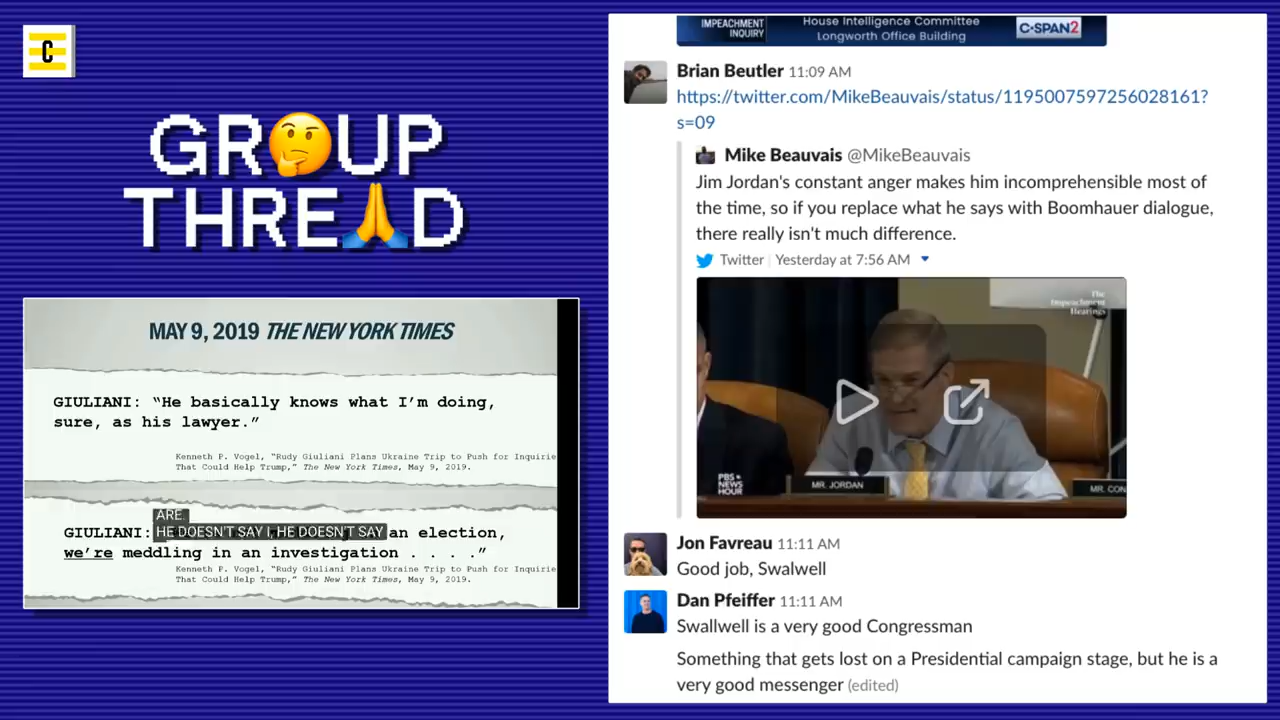 C
GR🤔UP
THRE🙏D
MAY 9, 2019 THE NEW YORK TIMES
GIULIANI: “He basically knows what I’m doing,
sure, as his lawyer.”
Kenneth P. Vogel, “Rudy Giuliani Plans Ukraine Trip to Push for Inquirie
That Could Help Trump,” The New York Times, May 9, 2019.
ARE.
HE DOESN'T SAY I, HE DOESN'T SAY
GIULIANI: an election,
we’re meddling in an investigation . . . .”
Kenneth P. Vogel, “Rudy Giuliani Plans Ukraine Trip to Push for Inquirie
That Could Help Trump,” The New York Times, May 9, 2019.
IMPEACHMENT
INQUIRY
House Intelligence Committee
Longworth Office Building
C-SPAN2
Brian Beutler 11:09 AM
https://twitter.com/MikeBeauvais/status/1195007597256028161?
s=09
Mike Beauvais @MikeBeauvais
Jim Jordan's constant anger makes him incomprehensible most of
the time, so if you replace what he says with Boomhauer dialogue,
there really isn't much difference.
Twitter | Yesterday at 7:56 AM
The
Impeachment
Hearings
PBS
NEWS
HOUR
MR. JORDAN
MR. CON
Jon Favreau 11:11 AM
Good job, Swalwell
Dan Pfeiffer 11:11 AM
Swallwell is a very good Congressman
Something that gets lost on a Presidential campaign stage, but he is a
very good messenger (edited)